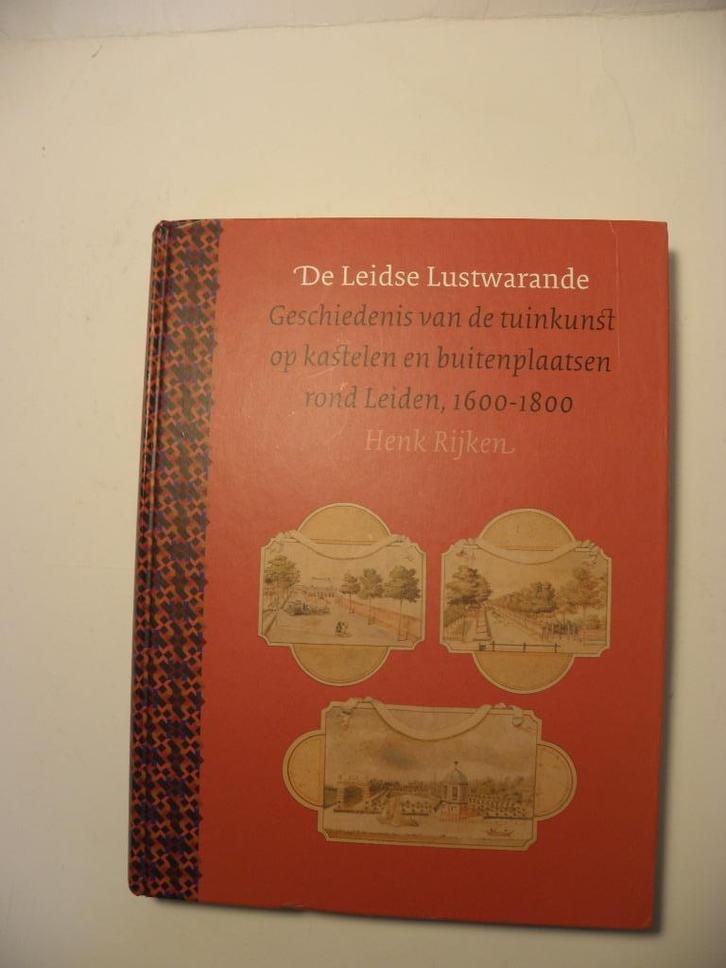 De Leidse Lustwarande
Geschiedenis van de tuinkunst
op kastelen en buitenplaatsen
rond Leiden, 1600-1800
Henk Rijken